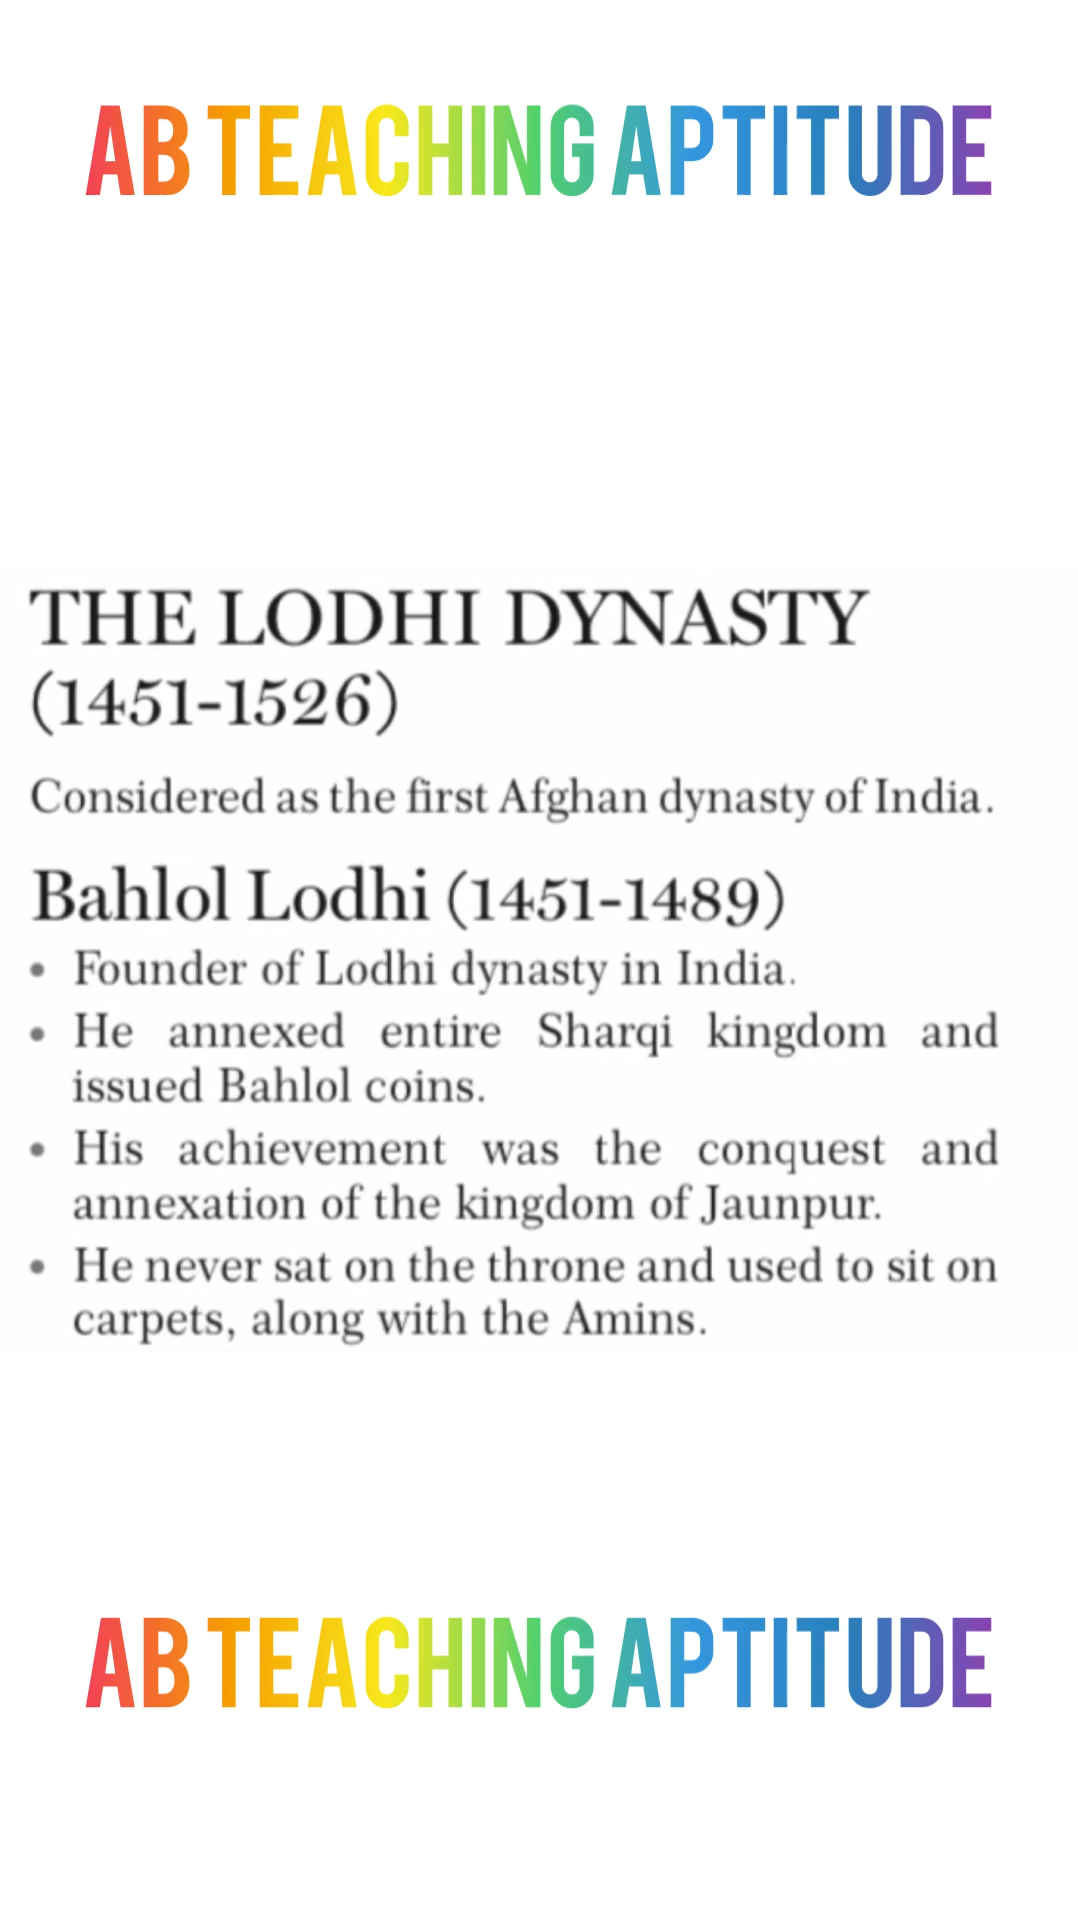 AB TEACHING APTITUDE
THE LODHI DYNASTY
(1451-1526)
Considered as the first Afghan dynasty of India.
Bahlol Lodhi (1451-1489)
• Founder of Lodhi dynasty in India.
• He annexed entire Sharqi kingdom and
issued Bahlol coins.
• His achievement was the conquest and
annexation of the kingdom of Jaunpur.
• He never sat on the throne and used to sit on
carpets, along with the Amins.
AB TEACHING APTITUDE